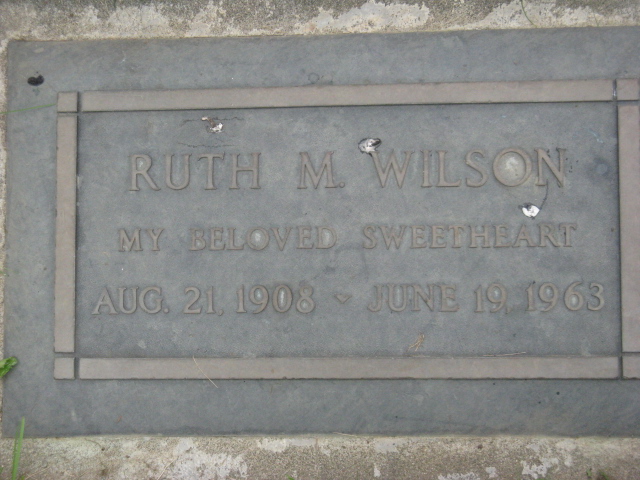 RUTH M. WILSON
MY BELOVED SWEETHEART
AUG. 21, 1908 - JUNE 19, 1963